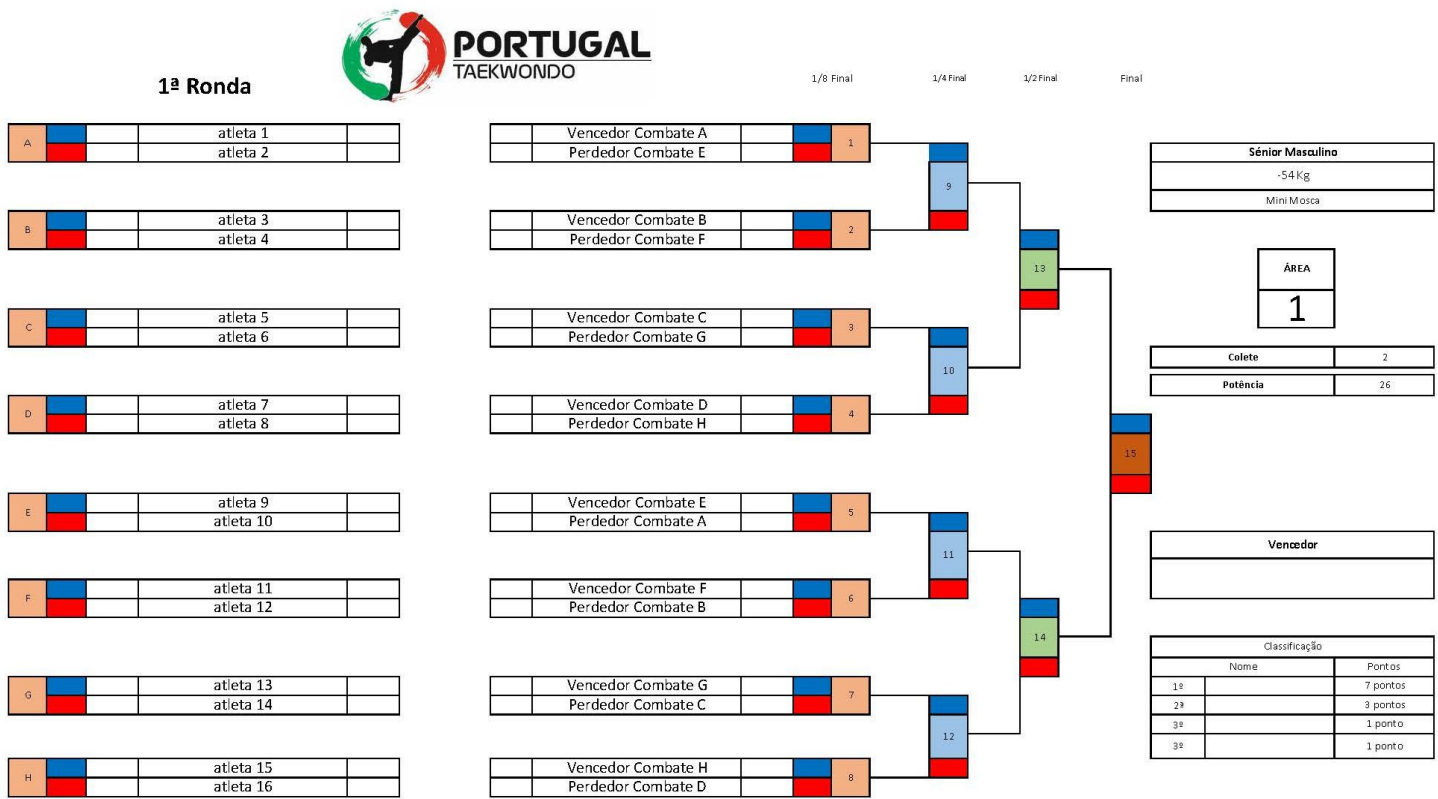 PORTUGAL
TAEKWONDO
1ª Ronda
1/8 Final
1/4 Final
1/2 Final
Final
A
atleta 1
atleta 2
B
atleta 3
atleta 4
C
atleta 5
atleta 6
D
atleta 7
atleta 8
E
atleta 9
atleta 10
F
atleta 11
atleta 12
G
atleta 13
atleta 14
H
atleta 15
atleta 16
Vencedor Combate A
Perdedor Combate E
1
Vencedor Combate B
Perdedor Combate F
2
Vencedor Combate C
Perdedor Combate G
3
Vencedor Combate D
Perdedor Combate H
4
Vencedor Combate E
Perdedor Combate A
5
Vencedor Combate F
Perdedor Combate B
6
Vencedor Combate G
Perdedor Combate C
7
Vencedor Combate H
Perdedor Combate D
8
9
10
11
12
13
14
15
Sénior Masculino
-54 Kg
Mini Mosca
ÁREA
1
Colete 2
Potência 26
Vencedor
Classificação
Nome Pontos
1º 7 pontos
2ª 3 pontos
3º 1 ponto
3º 1 ponto